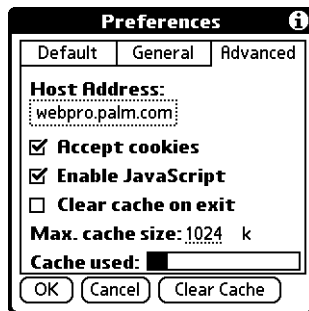 Preferences
Default General Advanced
Host Address:
webpro.palm.com
Accept cookies
Enable JavaScript
Clear cache on exit
Max. cache size: 1024 k
Cache used:
OK Cancel Clear Cache